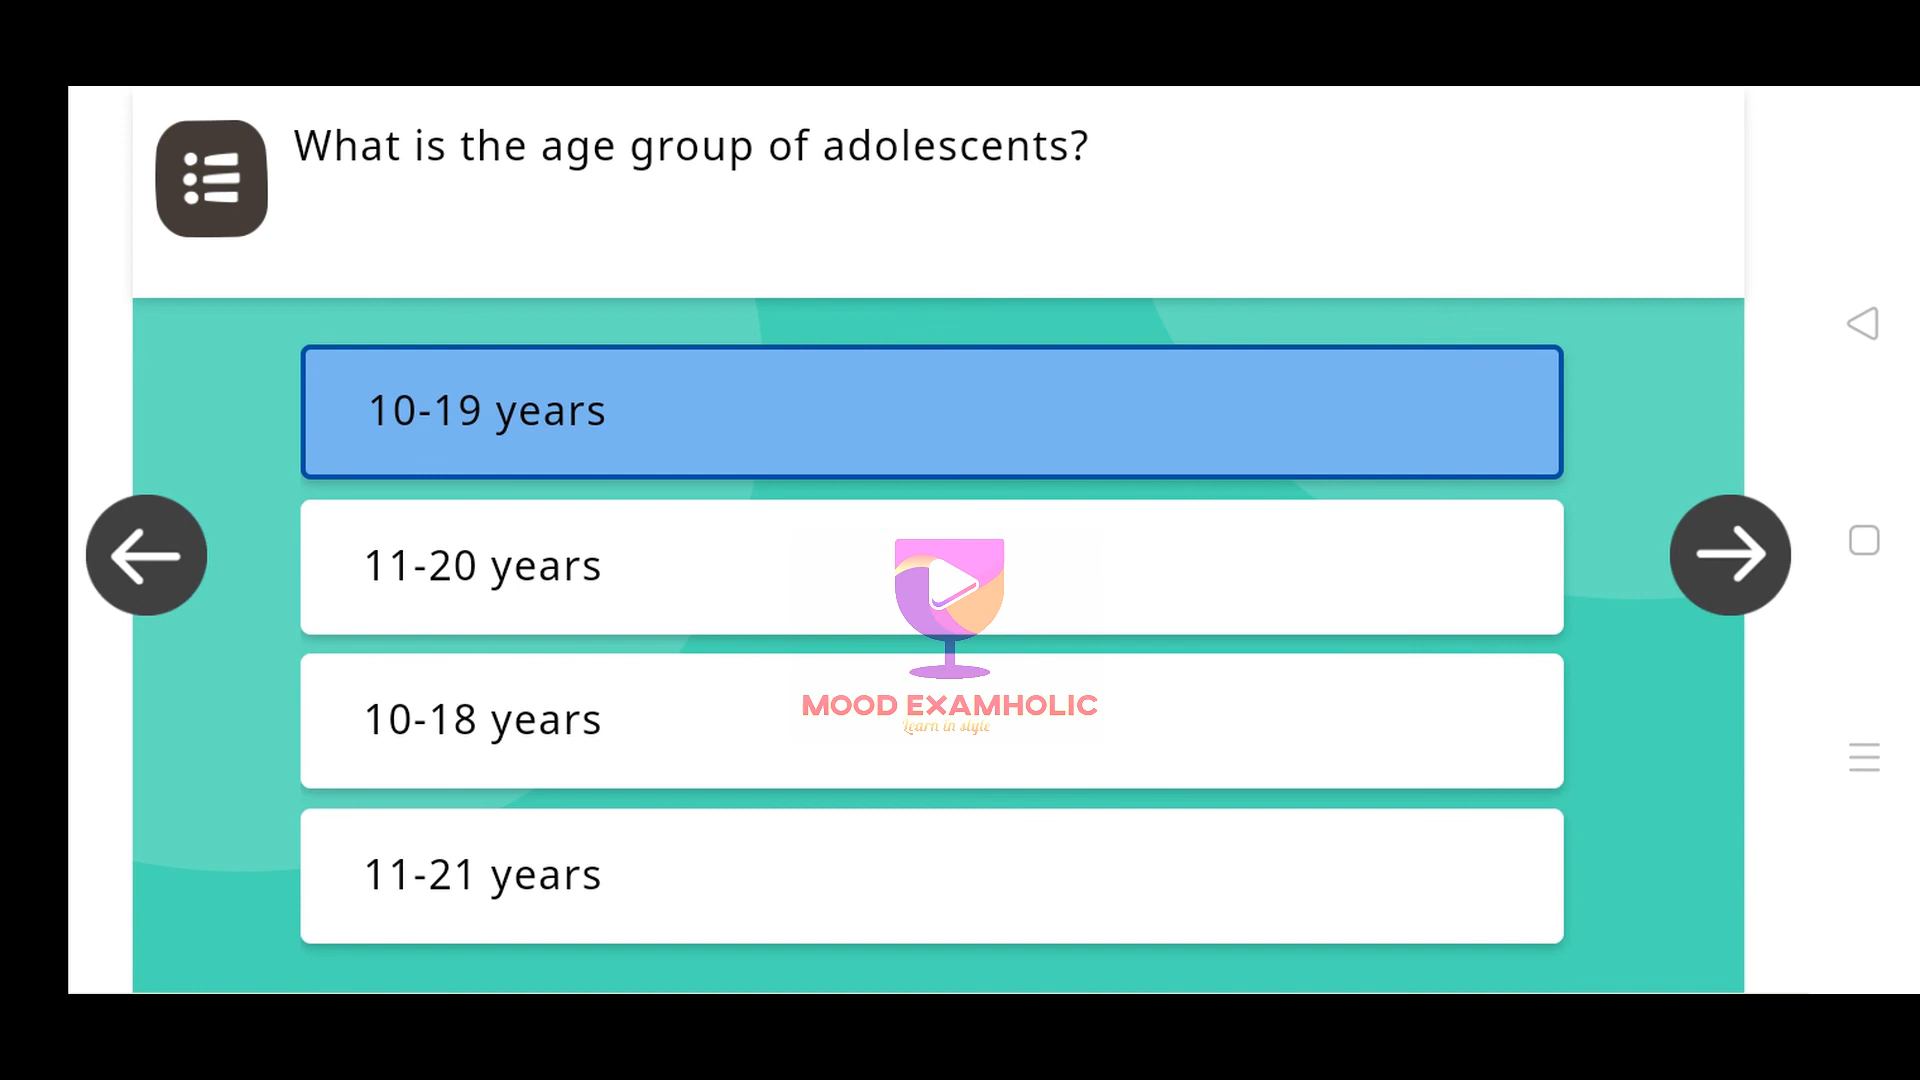 What is the age group of adolescents?
10-19 years
11-20 years
10-18 years
MOOD EXAMHOLIC
Learn in style
11-21 years